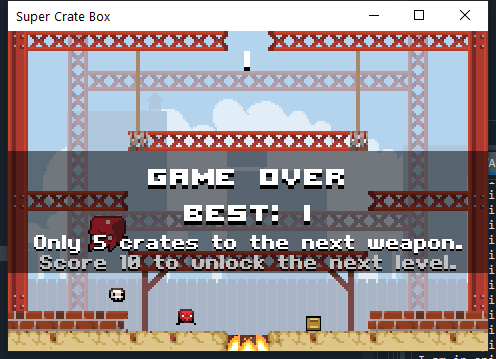 Super Crate Box
1
GAME OVER
BEST: 1
Only 5 crates to the next weapon.
Score 10 to unlock the next level.